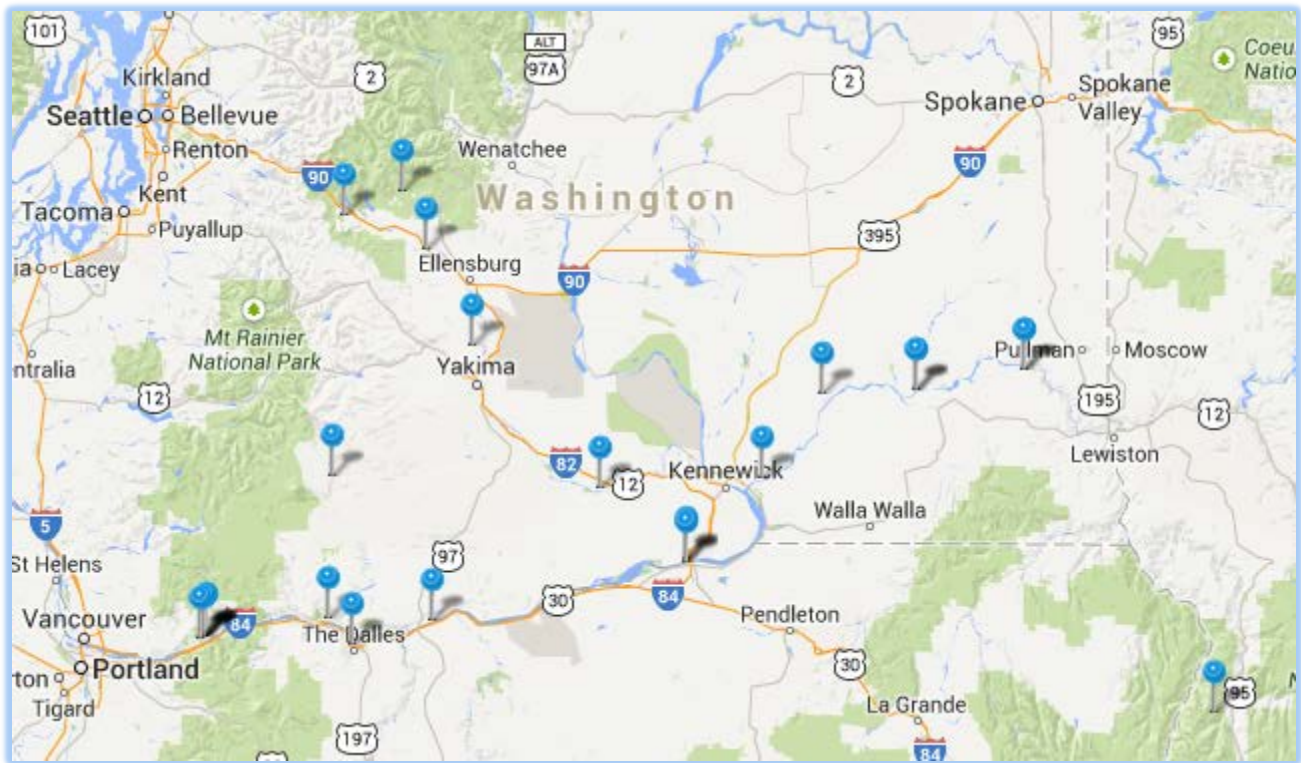 101
ALT
97A
95
Coeu
Natio
2
2
Kirkland
Seattle
Bellevue
Spokane
Spokane
Valley
Renton
Wenatchee
90
90
Kent
Washington
Tacoma
Puyallup
395
ia
Lacey
Ellensburg
90
Mt Rainier
National Park
Pullman
Moscow
ntralia
Yakima
12
195
12
82
12
Kennewick
Lewiston
5
Walla Walla
St Helens
97
84
30
84
Vancouver
The Dalles
Pendleton
Portland
30
rton
Tigard
95
La Grande
197
84